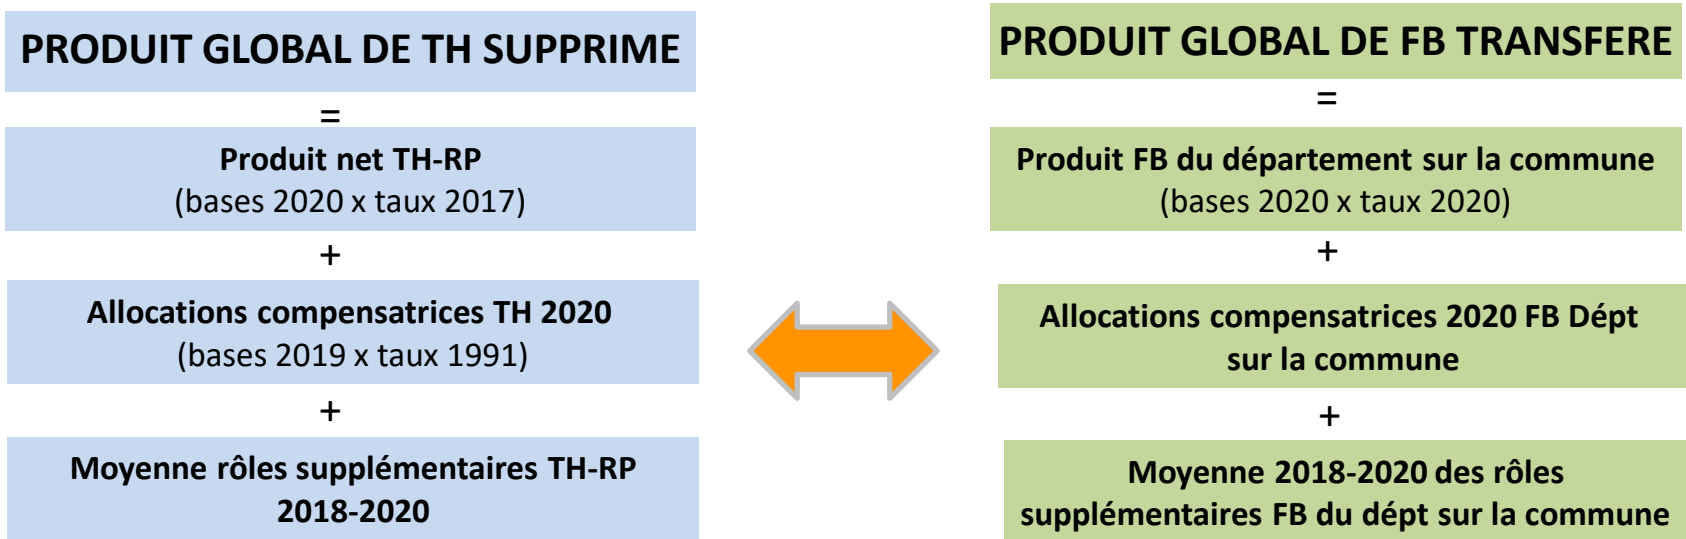 PRODUIT GLOBAL DE TH SUPPRIME
=
Produit net TH-RP
(bases 2020 x taux 2017)
+
Allocations compensatrices TH 2020
(bases 2019 x taux 1991)
+
Moyenne rôles supplémentaires TH-RP
2018-2020
PRODUIT GLOBAL DE FB TRANSFERE
=
Produit FB du département sur la commune
(bases 2020 x taux 2020)
+
Allocations compensatrices 2020 FB Dépt
sur la commune
+
Moyenne 2018-2020 des rôles
supplémentaires FB du dépt sur la commune